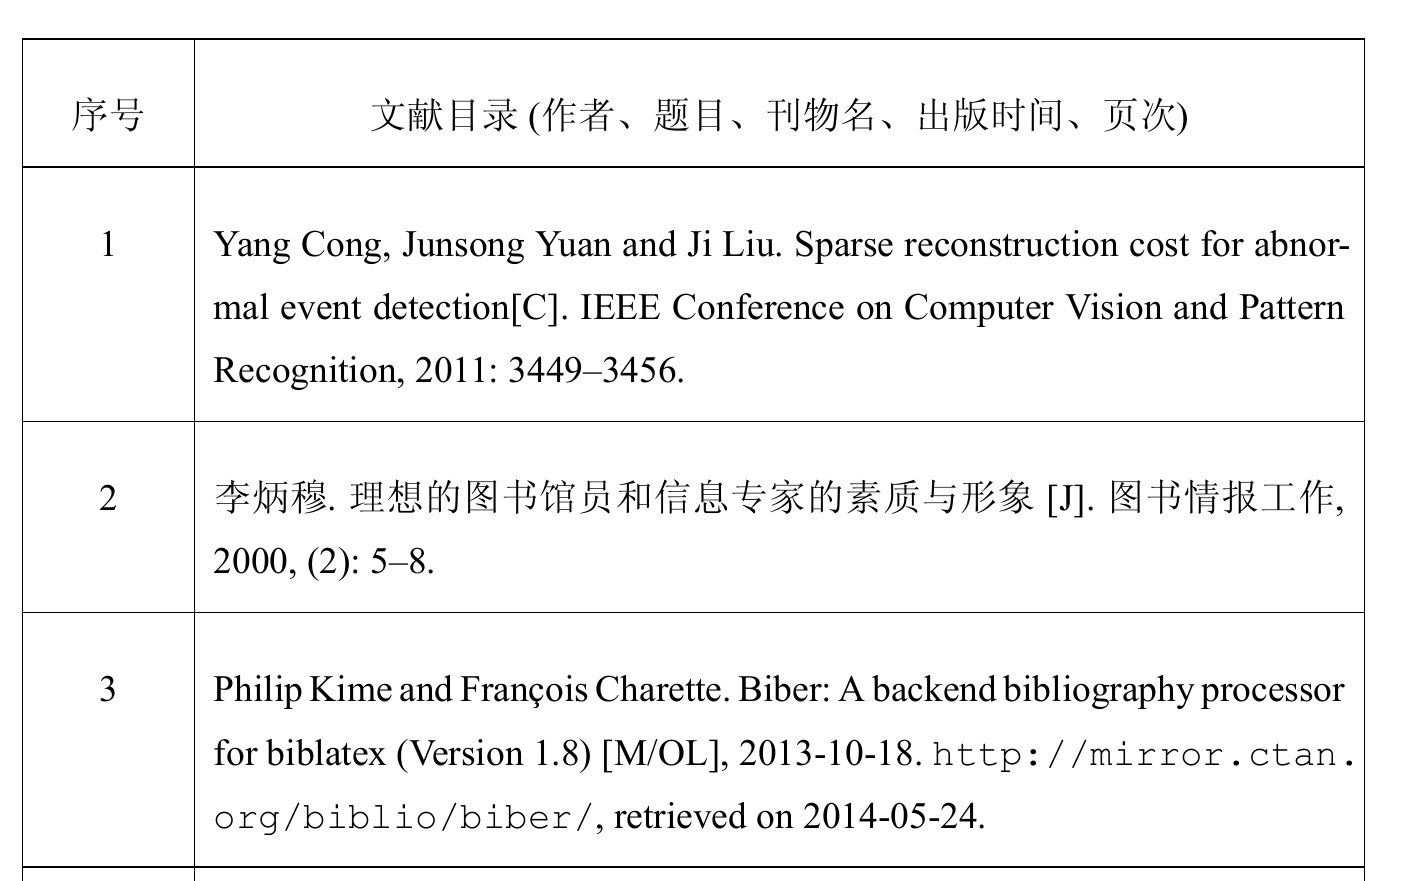 序号 文献目录 (作者、题目、刊物名、出版时间、页次)
1 Yang Cong, Junsong Yuan and Ji Liu. Sparse reconstruction cost for abnor-
mal event detection[C]. IEEE Conference on Computer Vision and Pattern
Recognition, 2011: 3449–3456.
2 李炳穆. 理想的图书馆员和信息专家的素质与形象 [J]. 图书情报工作,
2000, (2): 5–8.
3 Philip Kime and François Charette. Biber: A backend bibliography processor
for biblatex (Version 1.8) [M/OL], 2013-10-18. http://mirror.ctan.
org/biblio/biber/, retrieved on 2014-05-24.